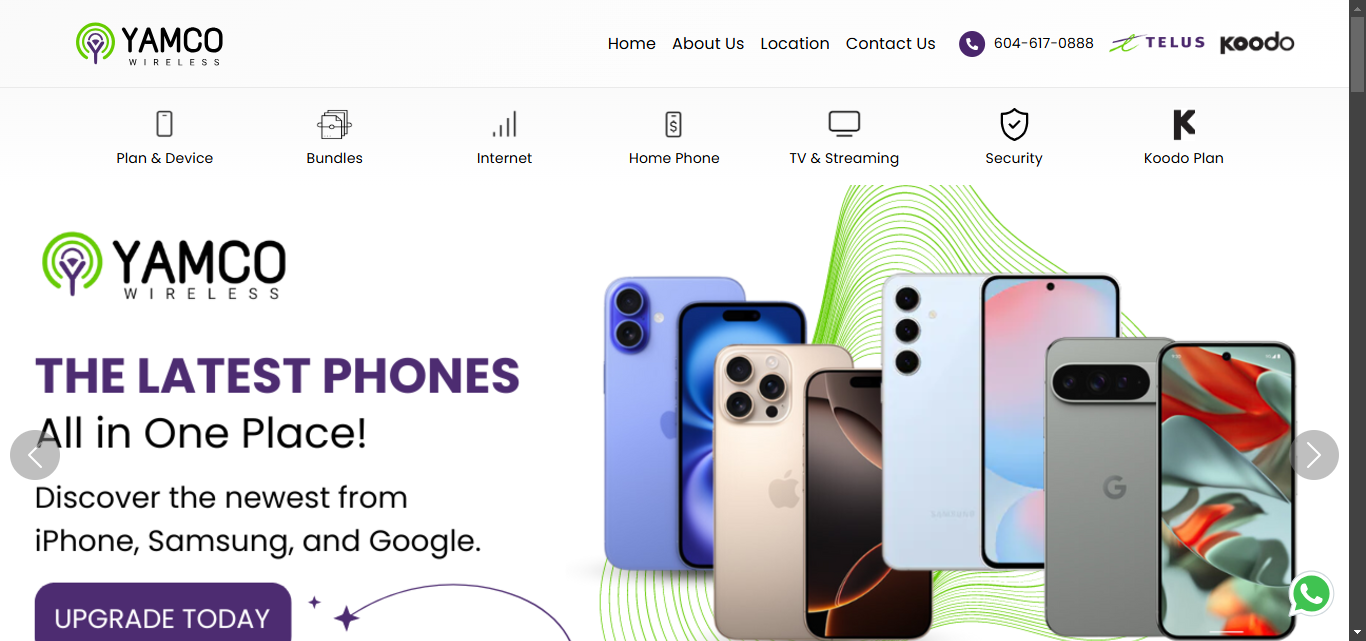 YAMCO
WIRELESS
Home About Us Location Contact Us 604-617-0888 TELUS KOODO
Plan & Device Bundles Internet Home Phone TV & Streaming Security Koodo Plan
YAMCO
WIRELESS
THE LATEST PHONES
All in One Place!
Discover the newest from
iPhone, Samsung, and Google.
UPGRADE TODAY
SAMSUNG
G